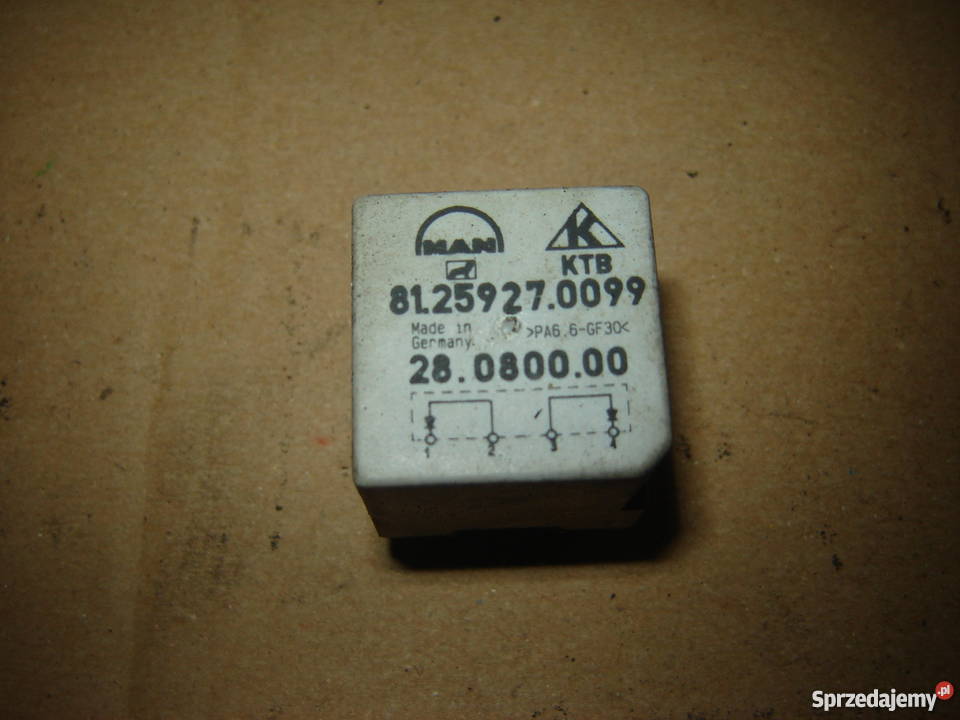 MAN K
KTB
81.25927.0099
Made in
Germany. >PA6.6-GF30<
28.0800.00
1 2 3 4
Sprzedajemy.pl